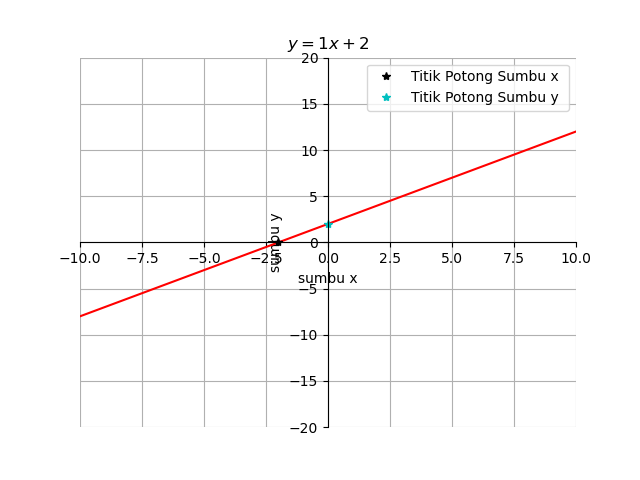 y = 1x + 2
Titik Potong Sumbu x
Titik Potong Sumbu y
20
15
10
5
0
−5
−10
−15
−20
−10.0 −7.5 −5.0 −2.5 0.0 2.5 5.0 7.5 10.0
sumbu x
sumbu y